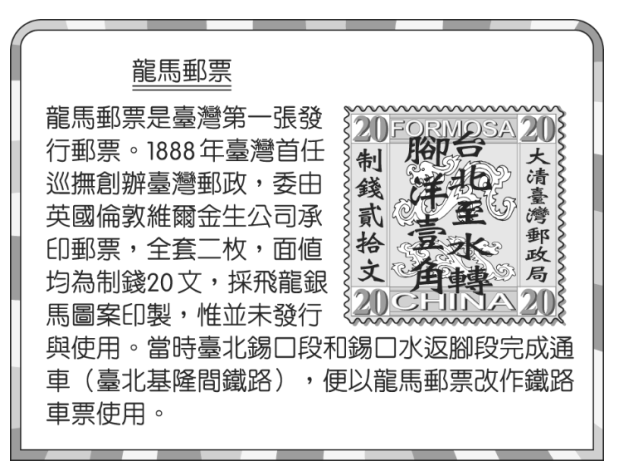 龍馬郵票
龍馬郵票是臺灣第一張發
行郵票。1888年臺灣首任
巡撫創辦臺灣郵政，委由
英國倫敦維爾金生公司承
印郵票，全套二枚，面值
均為制錢20文，採飛龍銀
馬圖案印製，惟並未發行
與使用。當時臺北錫口段和錫口水返腳段完成通
車（臺北基隆間鐵路），便以龍馬郵票改作鐵路
車票使用。
20 FORMOSA 20
大清臺灣郵政局
台北至水轉
腳洋壹角
制錢貳拾文
20 CHINA 20